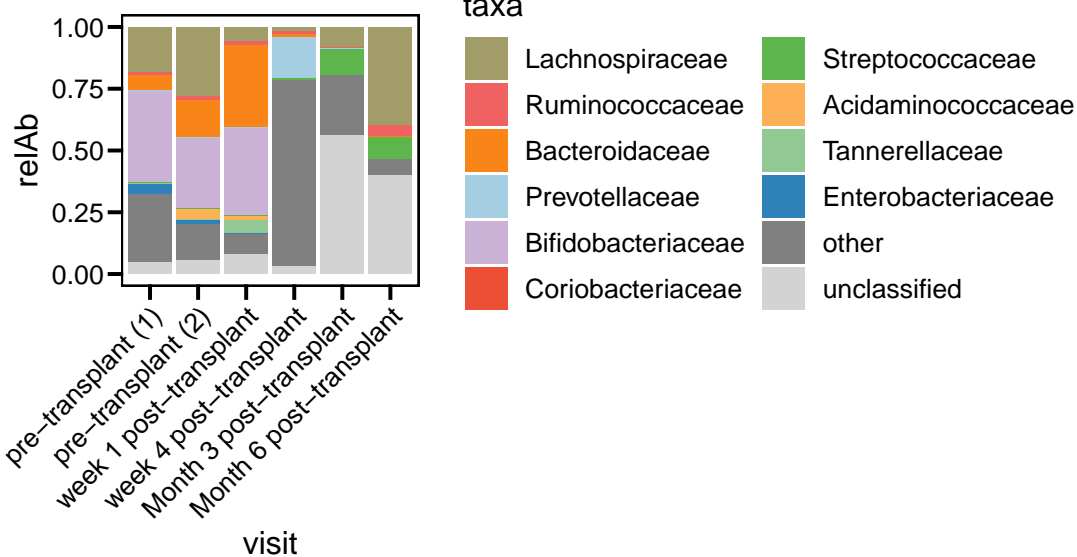 taxa
1.00
0.75
0.50
0.25
0.00
relAb
Lachnospiraceae
Ruminococcaceae
Bacteroidaceae
Prevotellaceae
Bifidobacteriaceae
Coriobacteriaceae
Streptococcaceae
Acidaminococcaceae
Tannerellaceae
Enterobacteriaceae
other
unclassified
pre−transplant (1)
pre−transplant (2)
week 1 post−transplant
week 4 post−transplant
Month 3 post−transplant
Month 6 post−transplant
visit